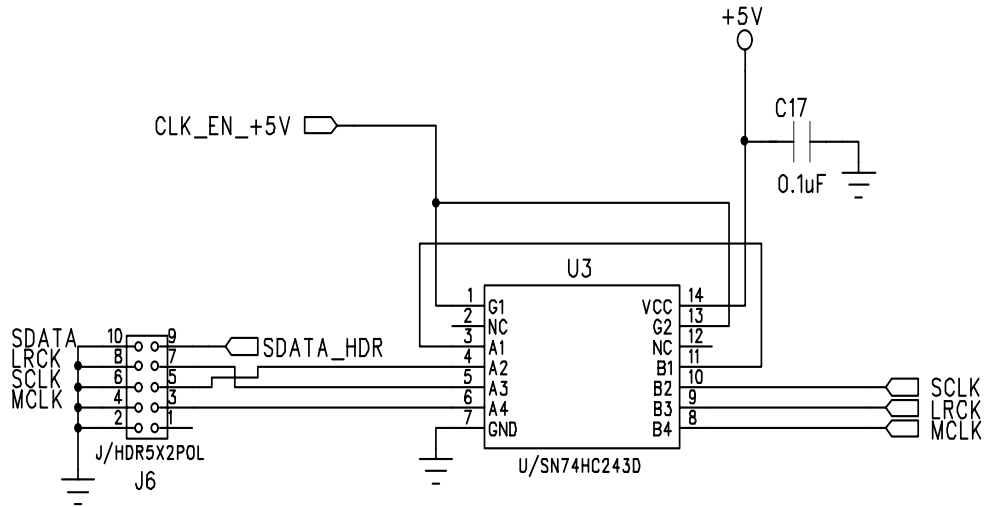 +5V
C17
CLK_EN_+5V
0.1uF
U3
1 G1 VCC 14
2 NC G2 13
3 A1 NC 12
4 A2 B1 11
5 A3 B2 10
6 A4 B3 9
7 GND B4 8
SCLK
LRCK
MCLK
U/SN74HC243D
SDATA 10 9 SDATA_HDR
LRCK 8 7
SCLK 6 5
MCLK 4 3
2 1
J/HDR5X2POL
J6